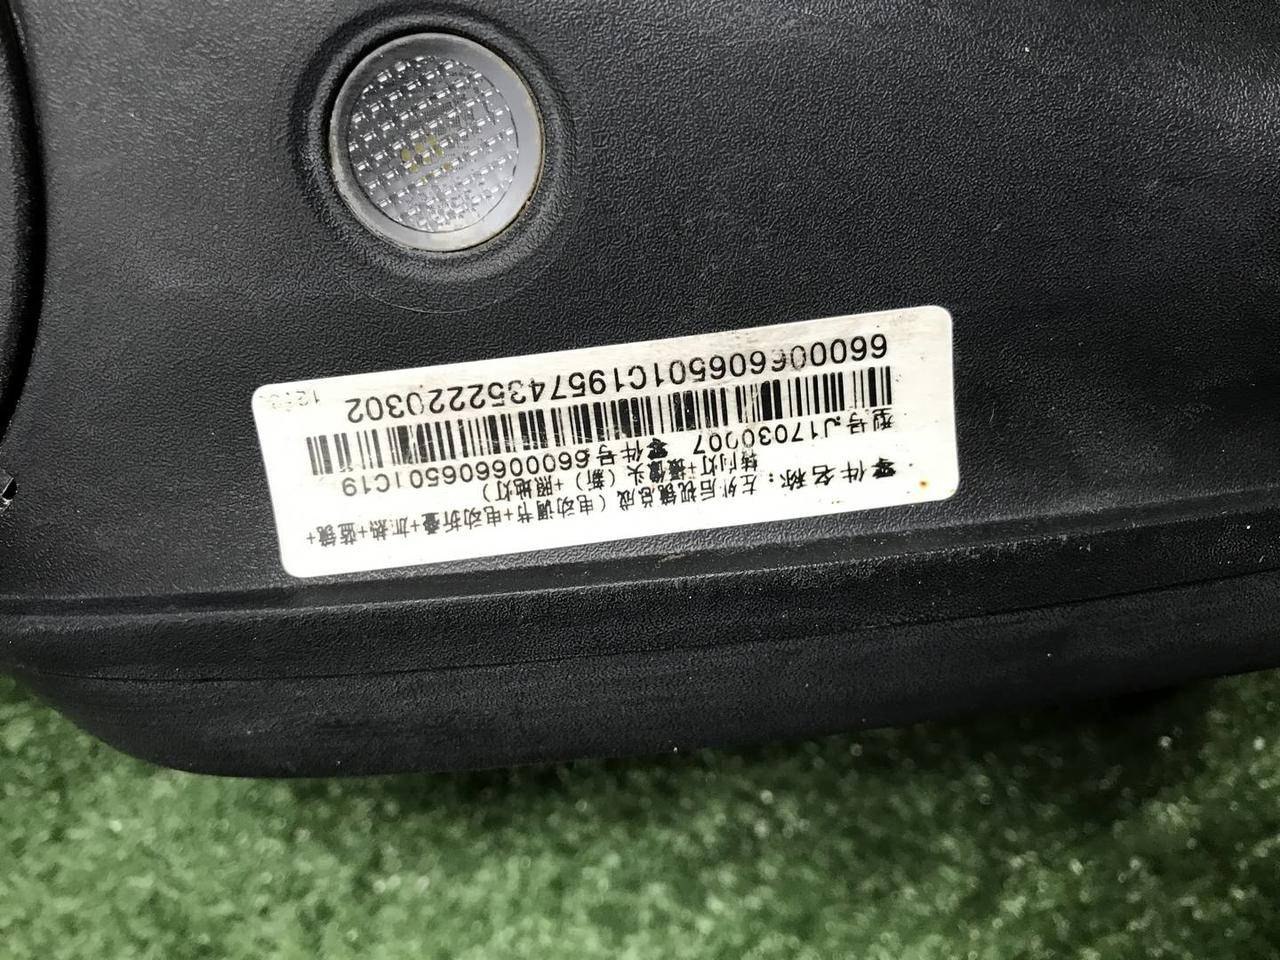 零件名称：左外后视镜总成（电动调节+电动折叠+加热+蓝镜+
转向灯+摄像头（新）+照地灯）
型号J17030007 零件号660006606501C19
660006606501C19574352220302